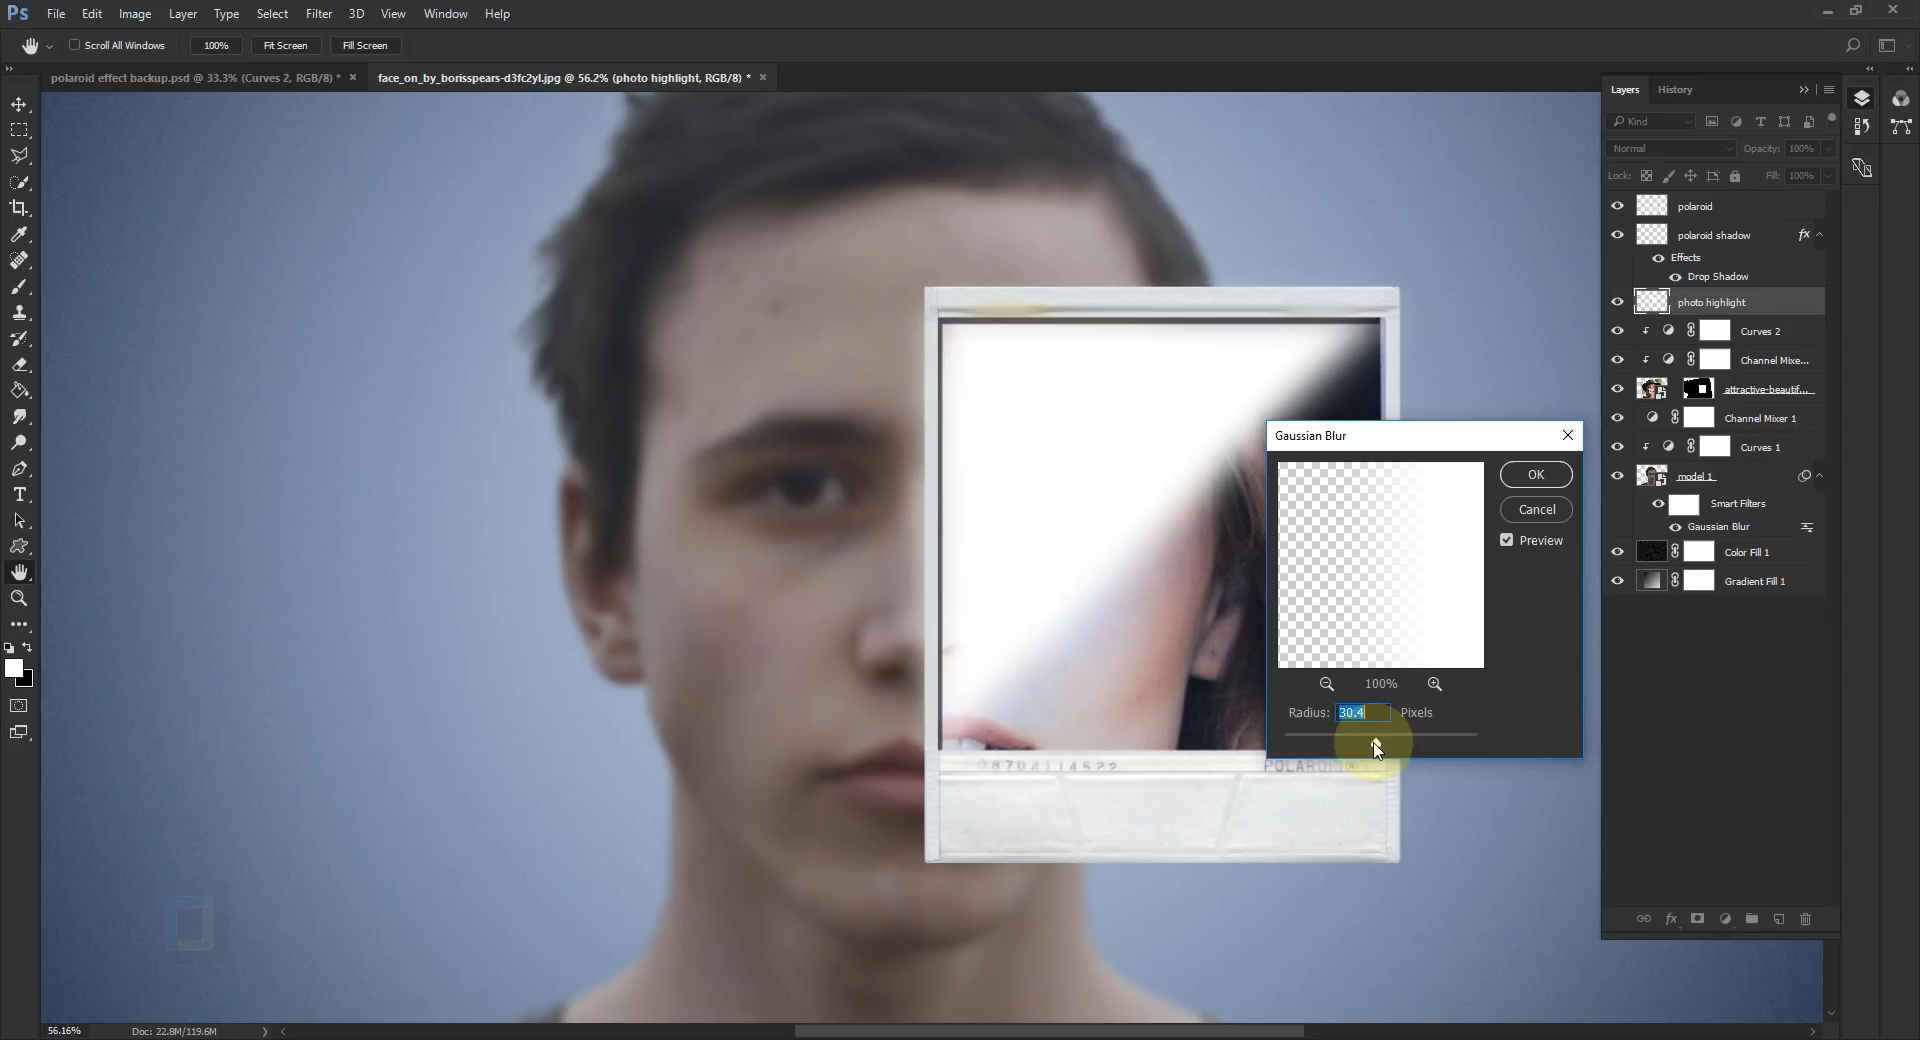 Ps File Edit Image Layer Type Select Filter 3D View Window Help
Scroll All Windows 100% Fit Screen Fill Screen
polaroid effect backup.psd @ 33.3% (Curves 2, RGB/8) * × face_on_by_borisspears-d3fc2yl.jpg @ 56.2% (photo highlight, RGB/8) * ×
Layers History
Kind
Normal Opacity: 100%
Lock: Fill: 100%
polaroid
polaroid shadow fx
Effects
Drop Shadow
photo highlight
Curves 2
Channel Mixe...
attractive-beautif...
Channel Mixer 1
Curves 1
model 1
Smart Filters
Gaussian Blur
Color Fill 1
Gradient Fill 1
fx
Gaussian Blur
OK
Cancel
Preview
100%
Radius: 30.4 Pixels
08704114522 POLAROID
56.16% Doc: 22.8M/119.6M